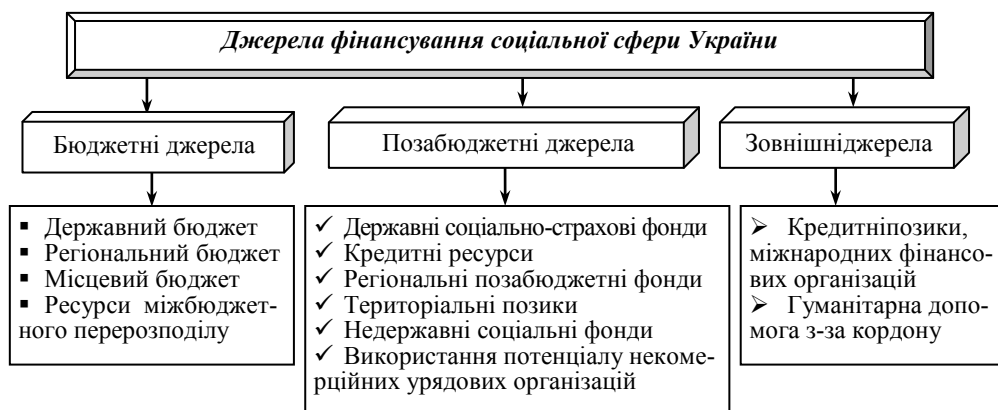 Джерела фінансування соціальної сфери України
Бюджетні джерела
Позабюджетні джерела
Зовнішніджерела
▪ Державний бюджет
▪ Регіональний бюджет
▪ Місцевий бюджет
▪ Ресурси міжбюджет-
ного перерозподілу
✓ Державні соціально-страхові фонди
✓ Кредитні ресурси
✓ Регіональні позабюджетні фонди
✓ Територіальні позики
✓ Недержавні соціальні фонди
✓ Використання потенціалу некоме-
рційних урядових організацій
➢ Кредитніпозики,
міжнародних фінансо-
вих організацій
➢ Гуманітарна допо-
мога з-за кордону